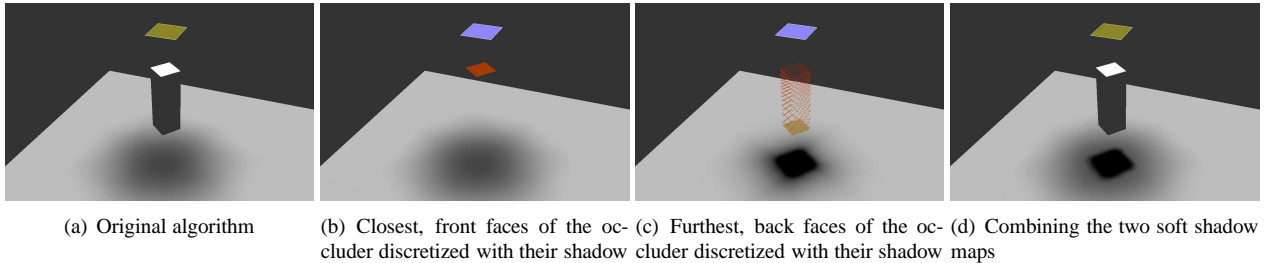 (a) Original algorithm
(b) Closest, front faces of the oc-
cluder discretized with their shadow
(c) Furthest, back faces of the oc-
cluder discretized with their shadow
(d) Combining the two soft shadow
maps